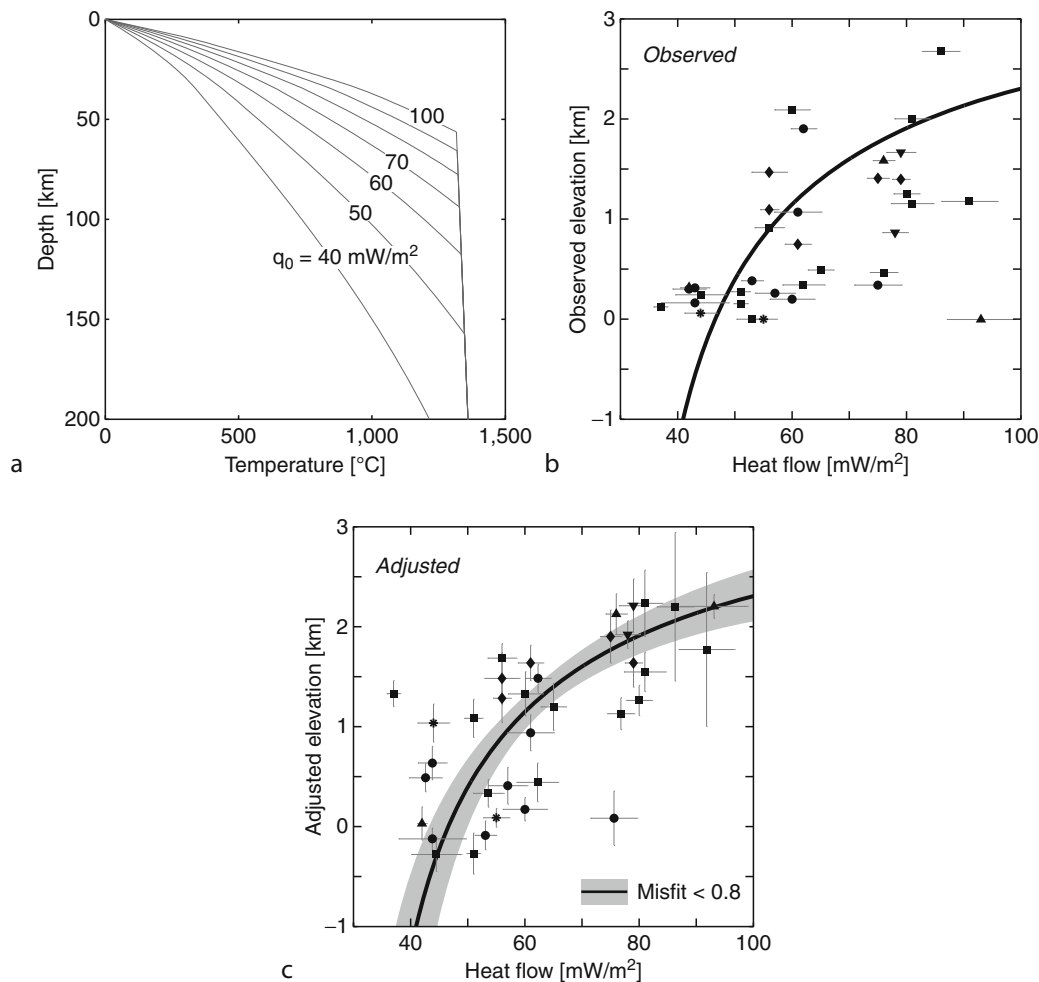 0
50
100
150
200
Depth [km]
100
70
60
50
q₀ = 40 mW/m²
0
500
1,000
1,500
Temperature [°C]
a
3
2
1
0
−1
Observed elevation [km]
Observed
40
60
80
100
Heat flow [mW/m²]
b
3
2
1
0
−1
Adjusted elevation [km]
Adjusted
Misfit < 0.8
40
60
80
100
Heat flow [mW/m²]
c